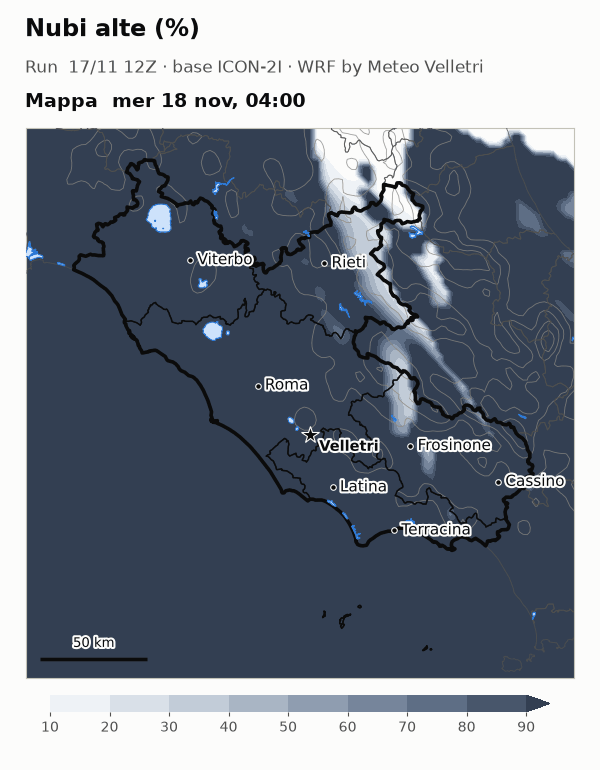 Nubi alte (%)
Run 17/11 12Z · base ICON-2I · WRF by Meteo Velletri
Mappa mer 18 nov, 04:00
Viterbo
Rieti
Roma
Velletri
Frosinone
Cassino
Latina
Terracina
50 km
10 20 30 40 50 60 70 80 90